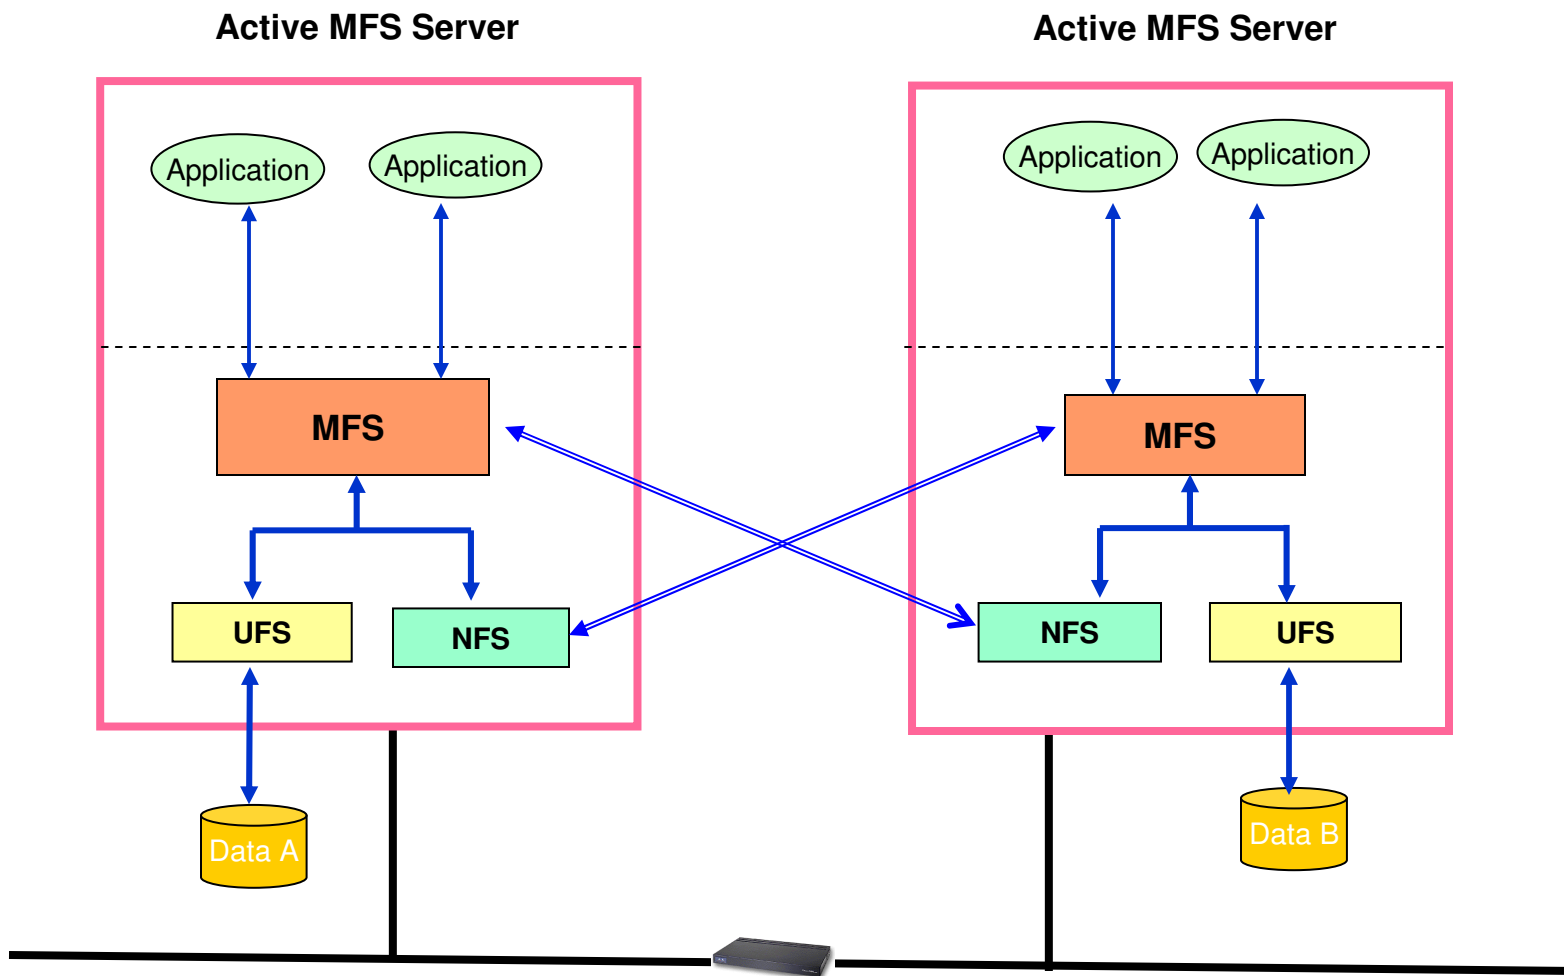 Active MFS Server
Active MFS Server
Application
Application
Application
Application
MFS
MFS
UFS
NFS
NFS
UFS
Data A
Data B